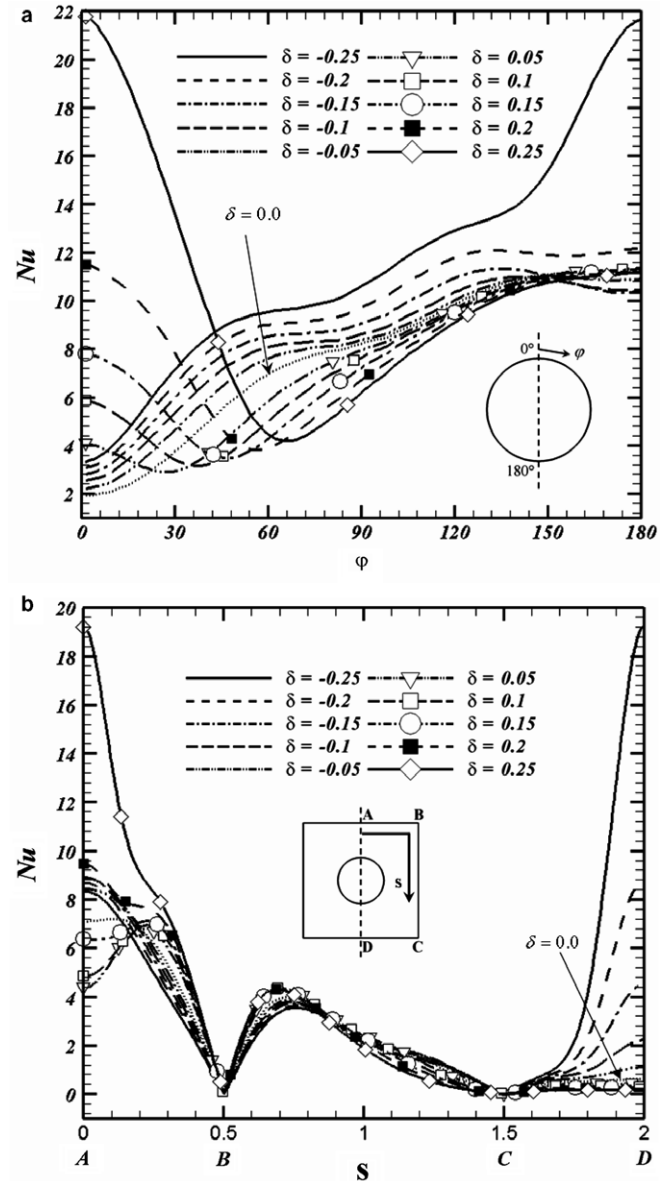 a
22
20
18
16
14
12
10
8
6
4
2
Nu
δ = -0.25
δ = -0.2
δ = -0.15
δ = -0.1
δ = -0.05
δ = 0.05
δ = 0.1
δ = 0.15
δ = 0.2
δ = 0.25
δ = 0.0
0°
φ
180°
0 30 60 90 120 150 180
φ
b
20
18
16
14
12
10
8
6
4
2
0
Nu
δ = -0.25
δ = -0.2
δ = -0.15
δ = -0.1
δ = -0.05
δ = 0.05
δ = 0.1
δ = 0.15
δ = 0.2
δ = 0.25
A B
S
D C
δ = 0.0
0 0.5 1 1.5 2
A B S C D